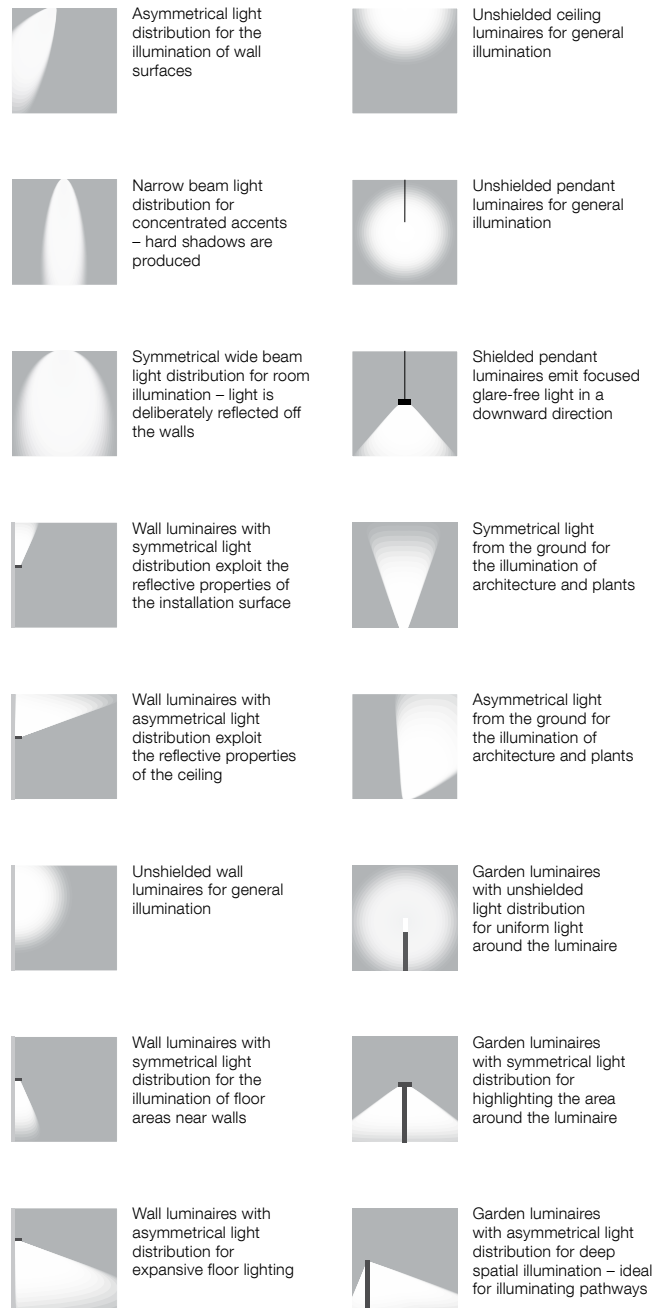 Asymmetrical light
distribution for the
illumination of wall
surfaces
Narrow beam light
distribution for
concentrated accents
– hard shadows are
produced
Symmetrical wide beam
light distribution for room
illumination – light is
deliberately reflected off
the walls
Wall luminaires with
symmetrical light
distribution exploit the
reflective properties of
the installation surface
Wall luminaires with
asymmetrical light
distribution exploit
the reflective properties
of the ceiling
Unshielded wall
luminaires for general
illumination
Wall luminaires with
symmetrical light
distribution for the
illumination of floor
areas near walls
Wall luminaires with
asymmetrical light
distribution for
expansive floor lighting
Unshielded ceiling
luminaires for general
illumination
Unshielded pendant
luminaires for general
illumination
Shielded pendant
luminaires emit focused
glare-free light in a
downward direction
Symmetrical light
from the ground for
the illumination of
architecture and plants
Asymmetrical light
from the ground for
the illumination of
architecture and plants
Garden luminaires
with unshielded
light distribution
for uniform light
around the luminaire
Garden luminaires
with symmetrical light
distribution for
highlighting the area
around the luminaire
Garden luminaires
with asymmetrical light
distribution for deep
spatial illumination – ideal
for illuminating pathways